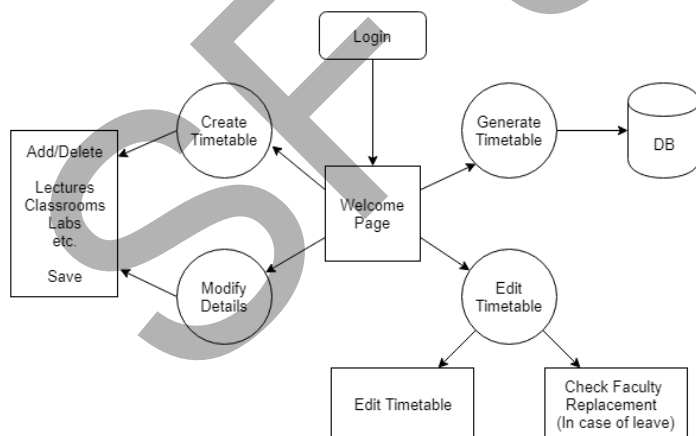 Login
Create
Timetable
Generate
Timetable
DB
Add/Delete
Lectures
Classrooms
Labs
etc.
Save
Welcome
Page
Modify
Details
Edit
Timetable
Edit Timetable
Check Faculty
Replacement
(In case of leave)